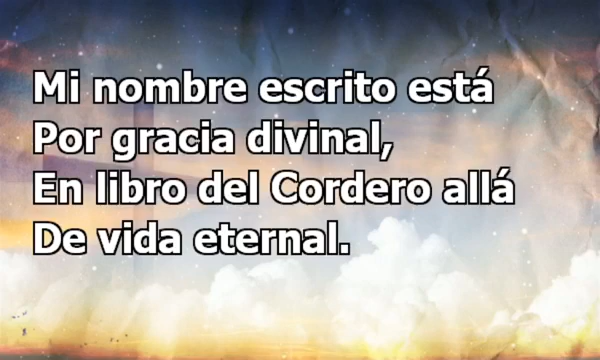 Mi nombre escrito está
Por gracia divinal,
En libro del Cordero allá
De vida eternal.